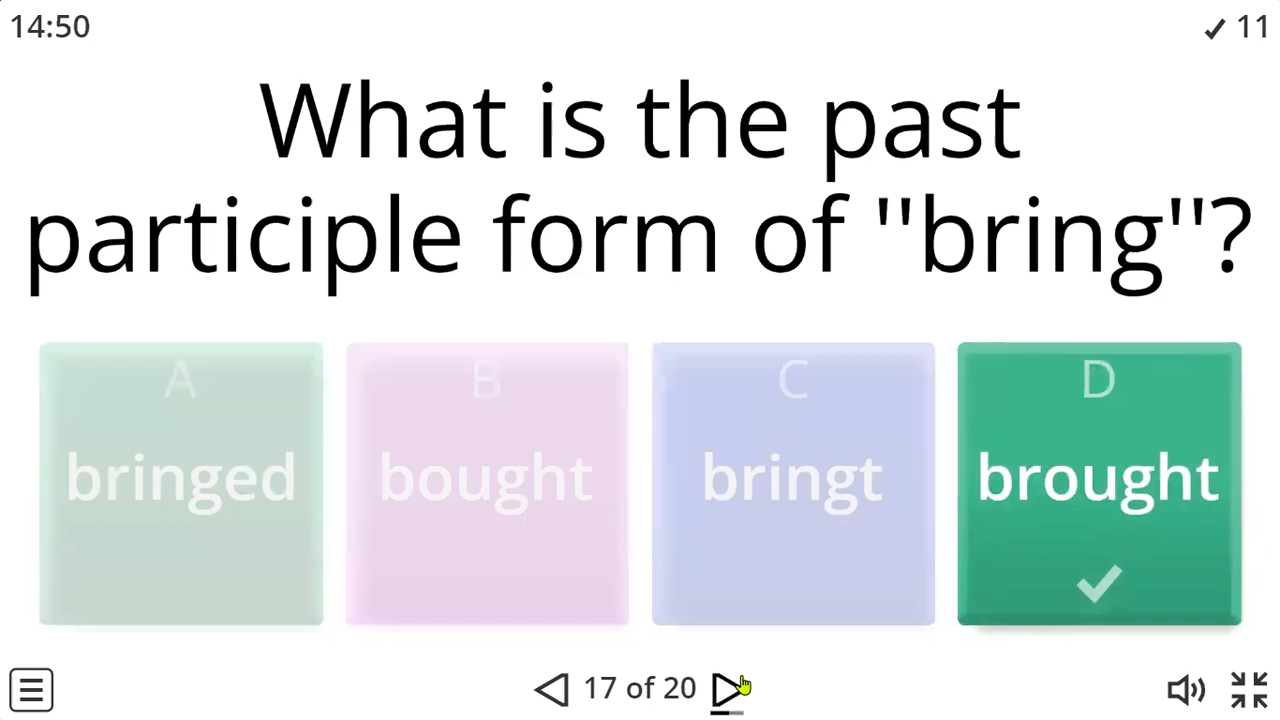 14:50
✓ 11
What is the past
participle form of ''bring''?
A
bringed
B
bought
C
bringt
D
brought
17 of 20